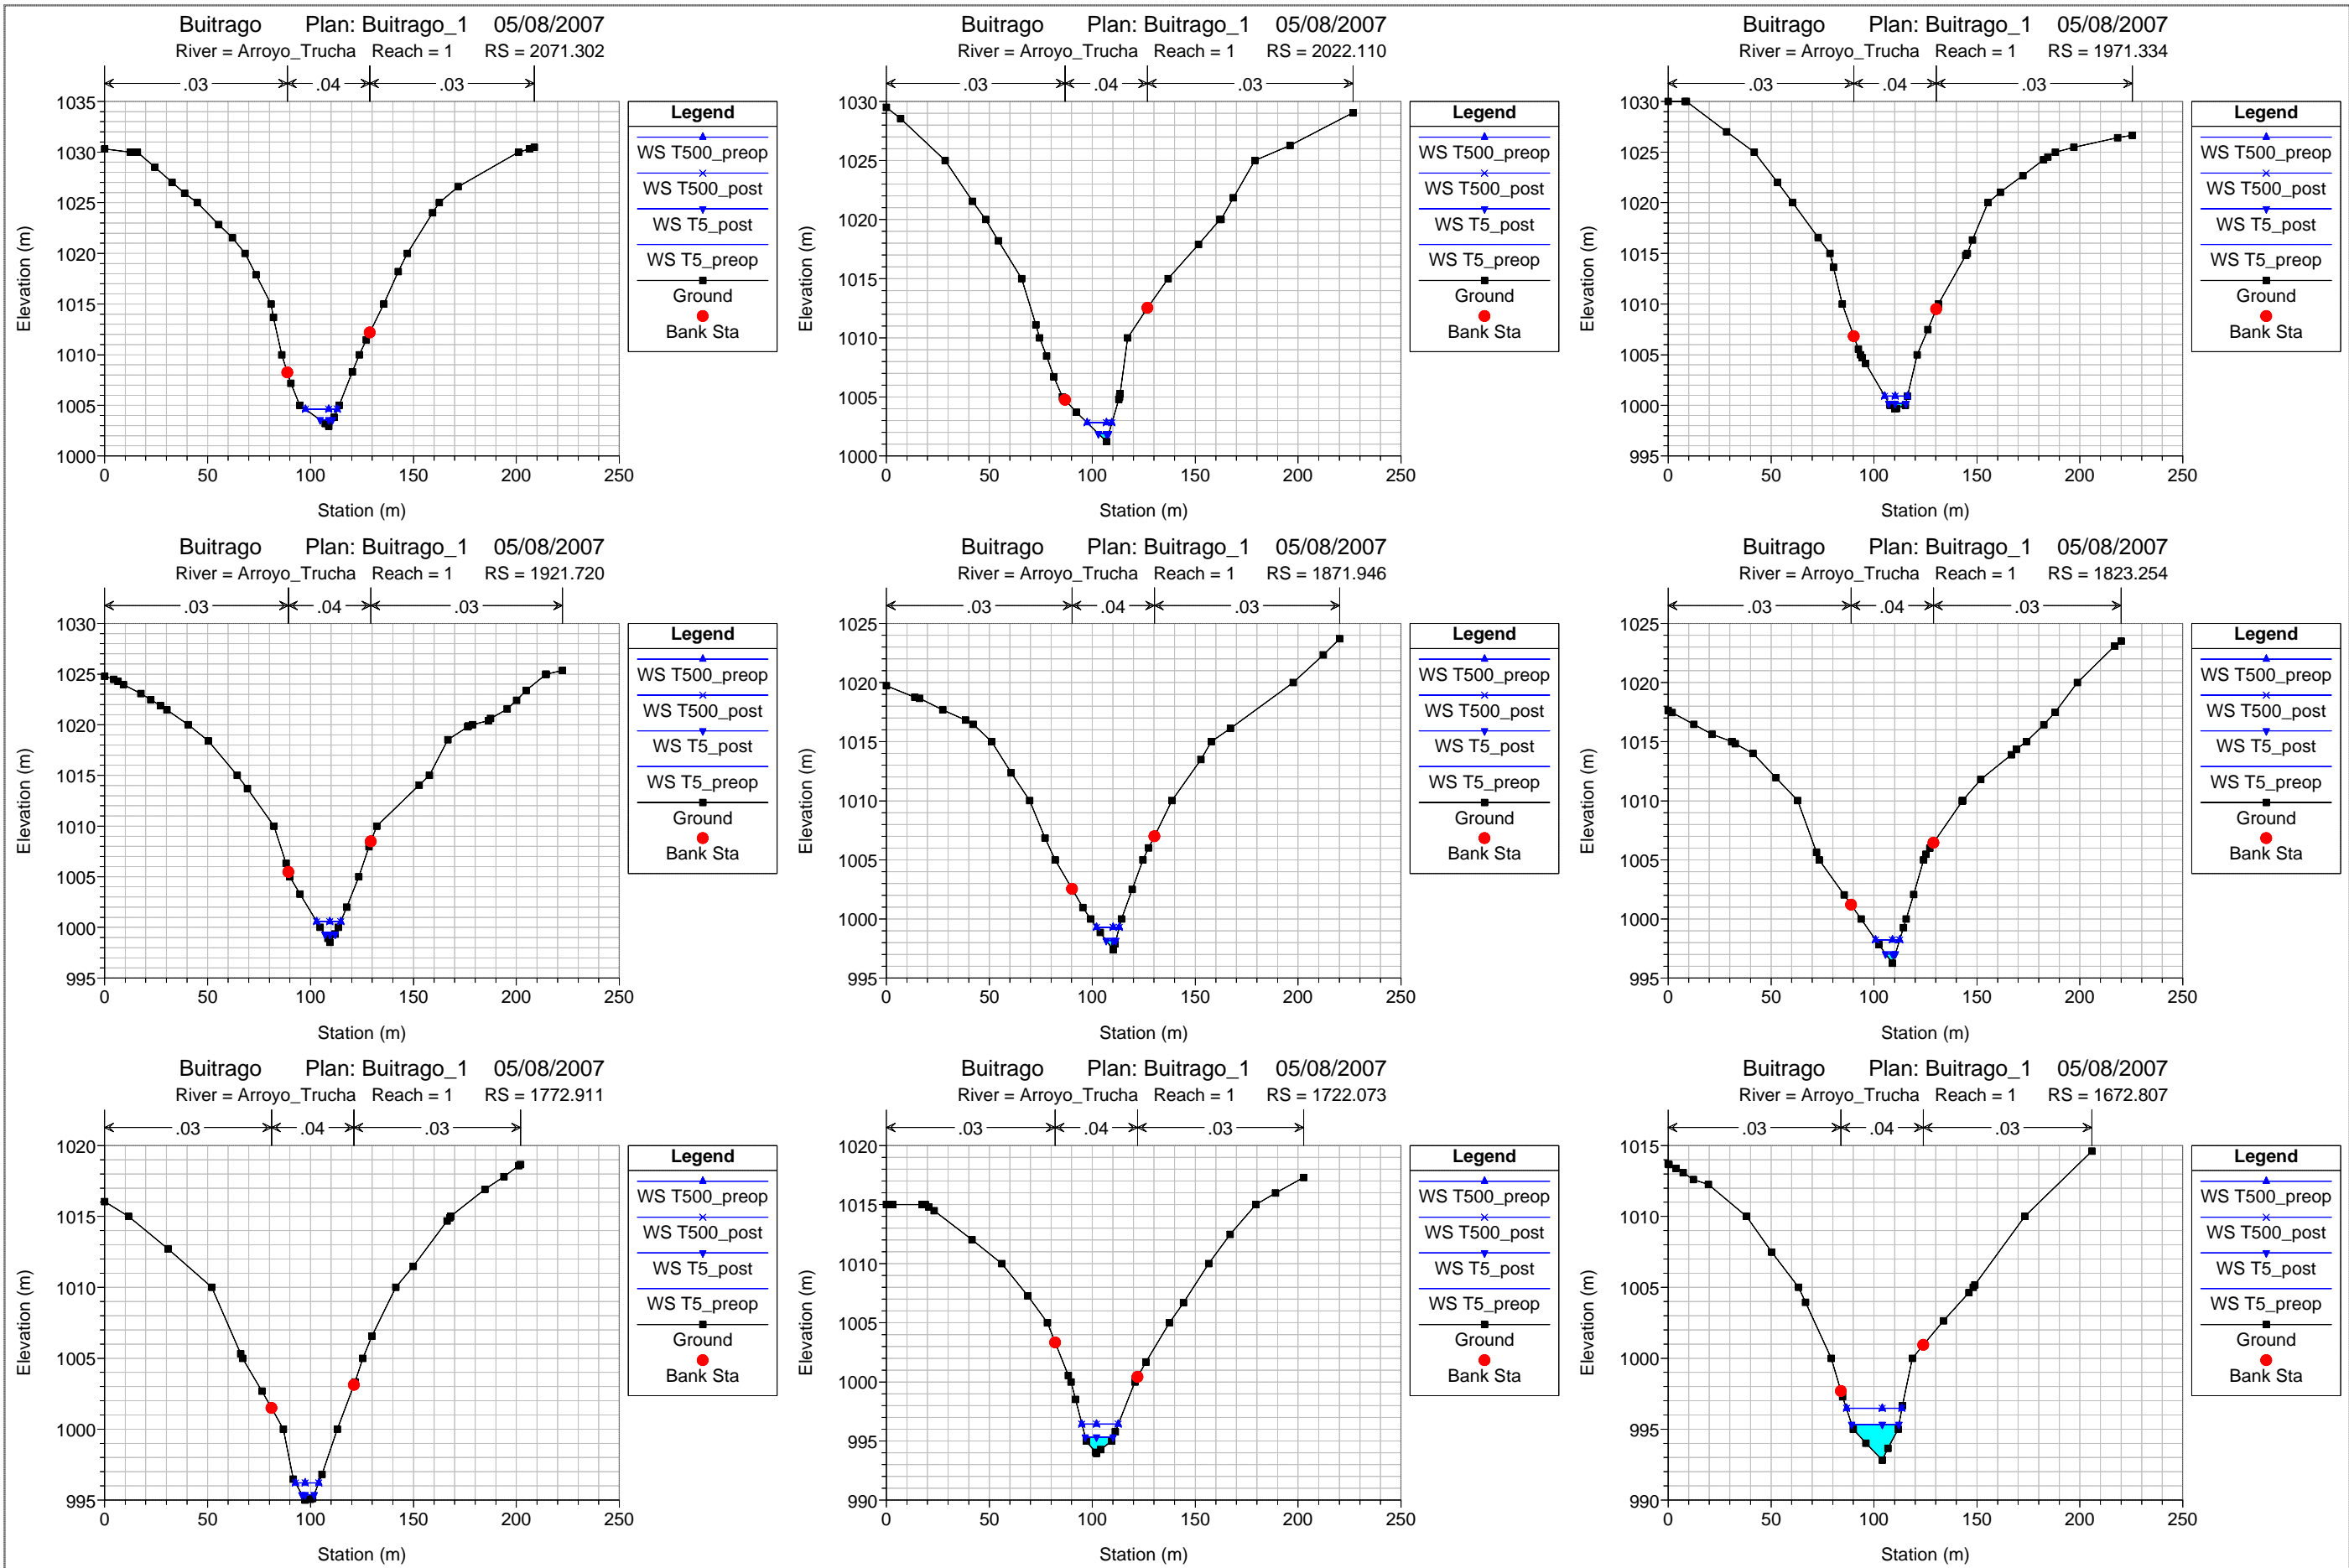 Buitrago Plan: Buitrago_1 05/08/2007
River = Arroyo_Trucha Reach = 1 RS = 2071.302
.03 .04 .03
1035
1030
1025
1020
1015
1010
1005
1000
0 50 100 150 200 250
Elevation (m)
Station (m)
Legend
WS T500_preop
WS T500_post
WS T5_post
WS T5_preop
Ground
Bank Sta
Buitrago Plan: Buitrago_1 05/08/2007
River = Arroyo_Trucha Reach = 1 RS = 2022.110
.03 .04 .03
1030
1025
1020
1015
1010
1005
1000
0 50 100 150 200 250
Elevation (m)
Station (m)
Legend
WS T500_preop
WS T500_post
WS T5_post
WS T5_preop
Ground
Bank Sta
Buitrago Plan: Buitrago_1 05/08/2007
River = Arroyo_Trucha Reach = 1 RS = 1971.334
.03 .04 .03
1030
1025
1020
1015
1010
1005
1000
995
0 50 100 150 200 250
Elevation (m)
Station (m)
Legend
WS T500_preop
WS T500_post
WS T5_post
WS T5_preop
Ground
Bank Sta
Buitrago Plan: Buitrago_1 05/08/2007
River = Arroyo_Trucha Reach = 1 RS = 1921.720
.03 .04 .03
1030
1025
1020
1015
1010
1005
1000
995
0 50 100 150 200 250
Elevation (m)
Station (m)
Legend
WS T500_preop
WS T500_post
WS T5_post
WS T5_preop
Ground
Bank Sta
Buitrago Plan: Buitrago_1 05/08/2007
River = Arroyo_Trucha Reach = 1 RS = 1871.946
.03 .04 .03
1025
1020
1015
1010
1005
1000
995
0 50 100 150 200 250
Elevation (m)
Station (m)
Legend
WS T500_preop
WS T500_post
WS T5_post
WS T5_preop
Ground
Bank Sta
Buitrago Plan: Buitrago_1 05/08/2007
River = Arroyo_Trucha Reach = 1 RS = 1823.254
.03 .04 .03
1025
1020
1015
1010
1005
1000
995
0 50 100 150 200 250
Elevation (m)
Station (m)
Legend
WS T500_preop
WS T500_post
WS T5_post
WS T5_preop
Ground
Bank Sta
Buitrago Plan: Buitrago_1 05/08/2007
River = Arroyo_Trucha Reach = 1 RS = 1772.911
.03 .04 .03
1020
1015
1010
1005
1000
995
0 50 100 150 200 250
Elevation (m)
Station (m)
Legend
WS T500_preop
WS T500_post
WS T5_post
WS T5_preop
Ground
Bank Sta
Buitrago Plan: Buitrago_1 05/08/2007
River = Arroyo_Trucha Reach = 1 RS = 1722.073
.03 .04 .03
1020
1015
1010
1005
1000
995
990
0 50 100 150 200 250
Elevation (m)
Station (m)
Legend
WS T500_preop
WS T500_post
WS T5_post
WS T5_preop
Ground
Bank Sta
Buitrago Plan: Buitrago_1 05/08/2007
River = Arroyo_Trucha Reach = 1 RS = 1672.807
.03 .04 .03
1015
1010
1005
1000
995
990
0 50 100 150 200 250
Elevation (m)
Station (m)
Legend
WS T500_preop
WS T500_post
WS T5_post
WS T5_preop
Ground
Bank Sta